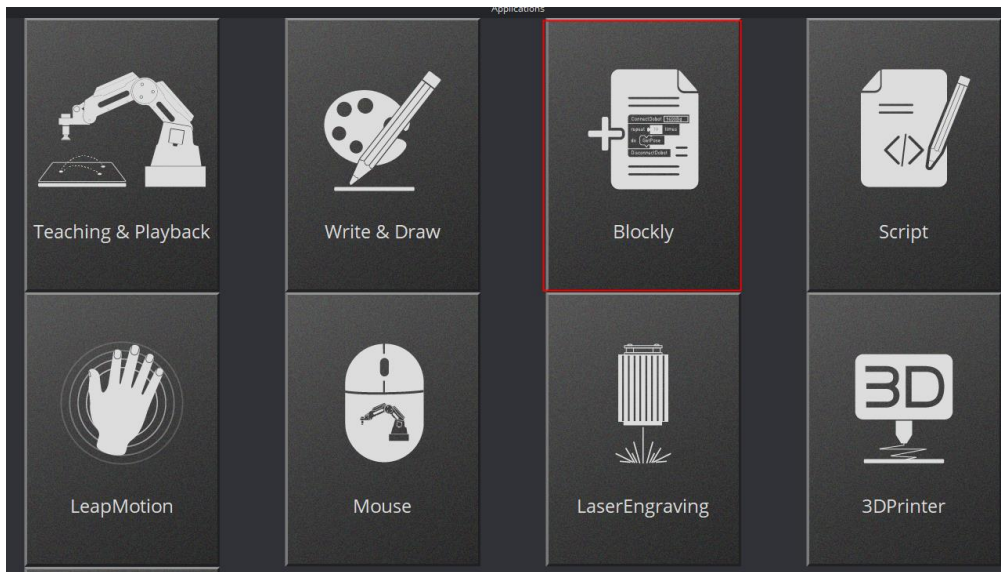 Applications
Teaching & Playback
Write & Draw
Blockly
Script
</>
LeapMotion
Mouse
LaserEngraving
3D
3DPrinter